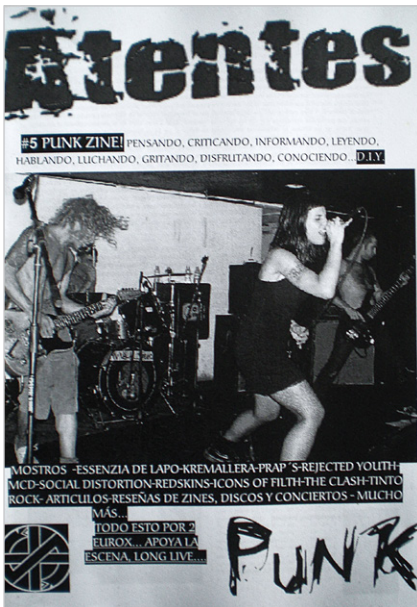 Atentes
#5 PUNK ZINE! PENSANDO, CRITICANDO, INFORMANDO, LEYENDO,
HABLANDO, LUCHANDO, GRITANDO, DISFRUTANDO, CONOCIENDO...D.I.Y.
MOSTROS -ESSENZIA DE LAPO-KREMALLERA-PRAP´S-REJECTED YOUTH-
MCD-SOCIAL DISTORTION-REDSKINS-ICONS OF FILTH-THE CLASH-TINTO
ROCK- ARTICULOS-RESEÑAS DE ZINES, DISCOS Y CONCIERTOS - MUCHO
MÁS...
TODO ESTO POR 2
EUROX... APOYA LA
ESCENA, LONG LIVE....
PUNK